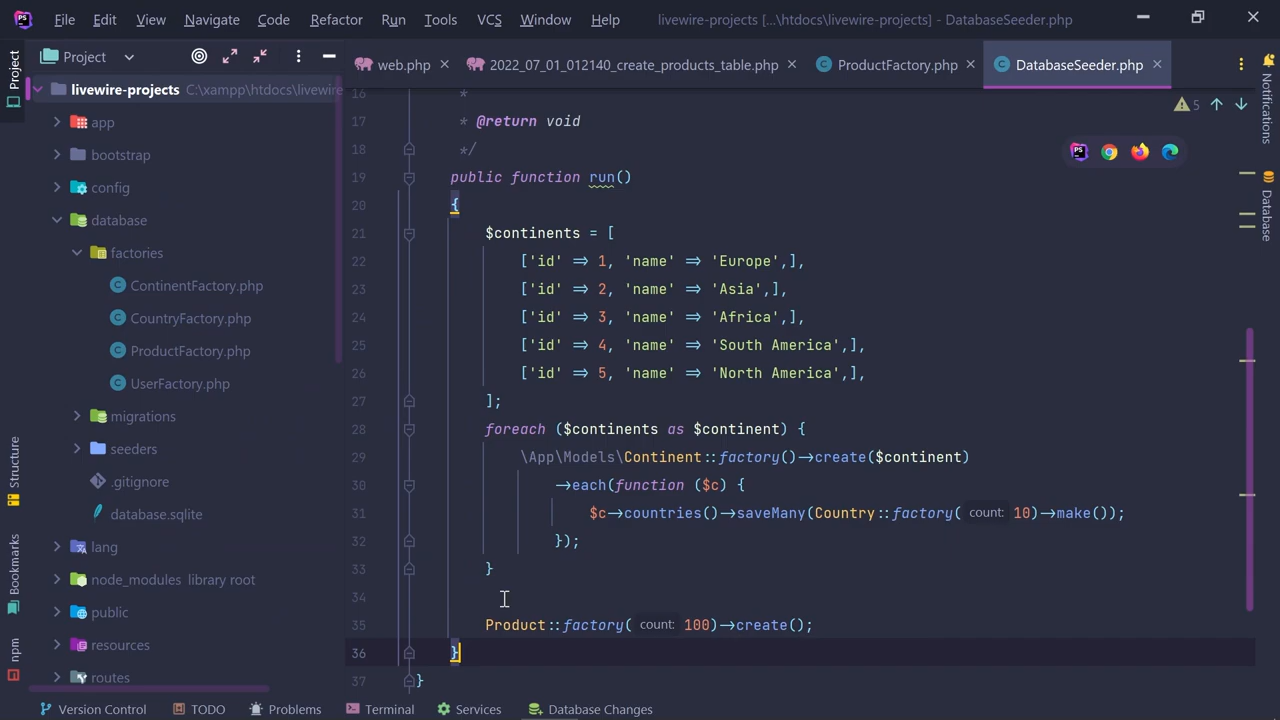 File Edit View Navigate Code Refactor Run Tools VCS Window Help livewire-projects [...\htdocs\livewire-projects] – DatabaseSeeder.php
Project
web.php 2022_07_01_012140_create_products_table.php ProductFactory.php DatabaseSeeder.php
livewire-projects C:\xampp\htdocs\livewire
app
bootstrap
config
database
factories
ContinentFactory.php
CountryFactory.php
ProductFactory.php
UserFactory.php
migrations
seeders
.gitignore
database.sqlite
lang
node_modules library root
public
resources
routes
Project
Structure
Bookmarks
npm
16 *
17 * @return void
18 */
19 public function run()
20 {
21 $continents = [
22 ['id' => 1, 'name' => 'Europe',],
23 ['id' => 2, 'name' => 'Asia',],
24 ['id' => 3, 'name' => 'Africa',],
25 ['id' => 4, 'name' => 'South America',],
26 ['id' => 5, 'name' => 'North America',],
27 ];
28 foreach ($continents as $continent) {
29 \App\Models\Continent::factory()->create($continent)
30 ->each(function ($c) {
31 $c->countries()->saveMany(Country::factory( count: 10)->make());
32 });
33 }
34
35 Product::factory( count: 100)->create();
36 }
37 }
5
PS
Notifications
Database
Version Control TODO Problems Terminal Services Database Changes